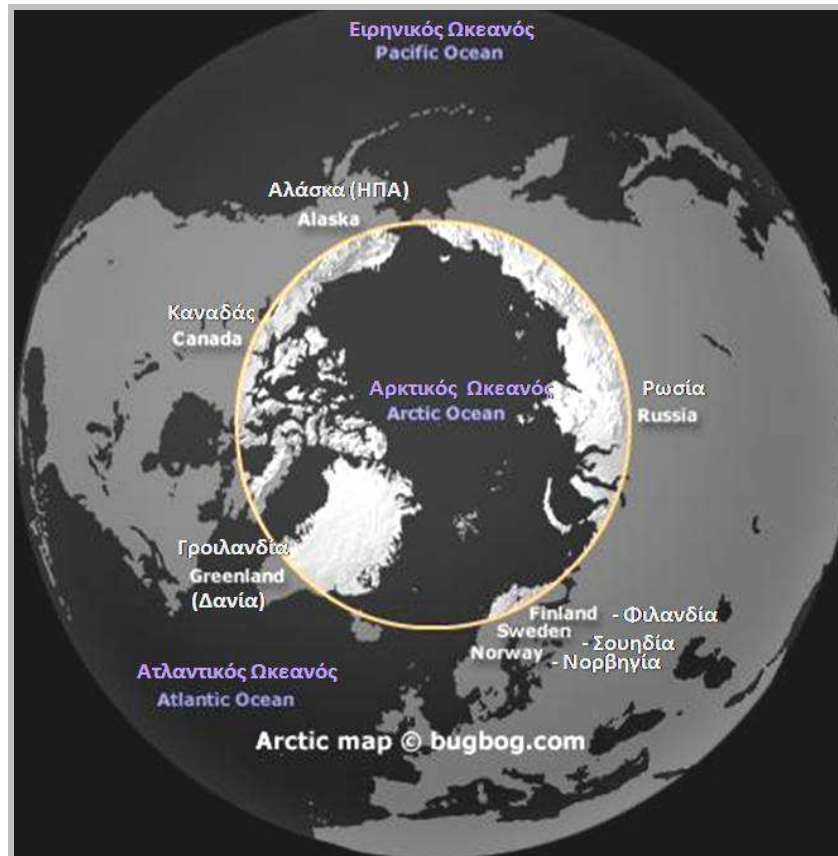 Ειρηνικός Ωκεανός
Pacific Ocean
Αλάσκα (ΗΠΑ)
Alaska
Καναδάς
Canada
Αρκτικός Ωκεανός
Arctic Ocean
Ρωσία
Russia
Γροιλανδία
Greenland
(Δανία)
Finland - Φιλανδία
Sweden - Σουηδία
Norway - Νορβηγία
Ατλαντικός Ωκεανός
Atlantic Ocean
Arctic map © bugbog.com